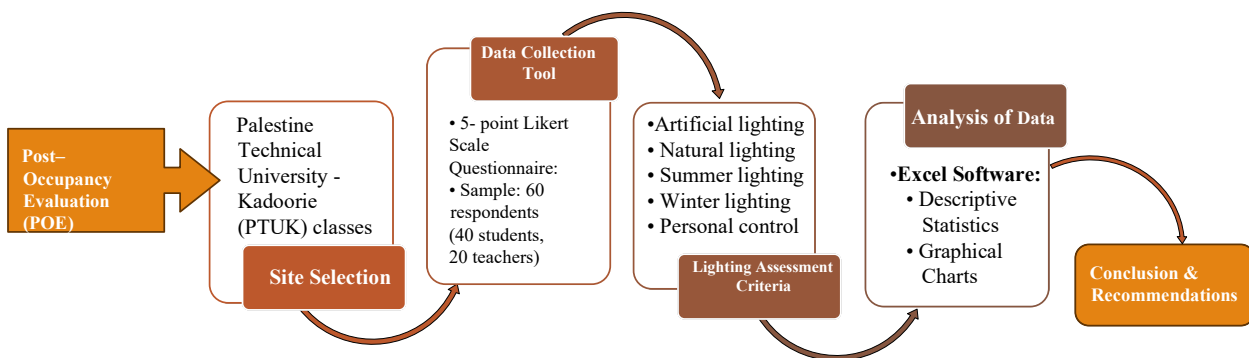 Post–
Occupancy
Evaluation
(POE)
Palestine
Technical
University -
Kadoorie
(PTUK) classes
Site Selection
Data Collection
Tool
• 5- point Likert
Scale
Questionnaire:
• Sample: 60
respondents
(40 students,
20 teachers)
•Artificial lighting
•Natural lighting
•Summer lighting
•Winter lighting
•Personal control
Lighting Assessment
Criteria
Analysis of Data
•Excel Software:
• Descriptive
Statistics
• Graphical
Charts
Conclusion &
Recommendations